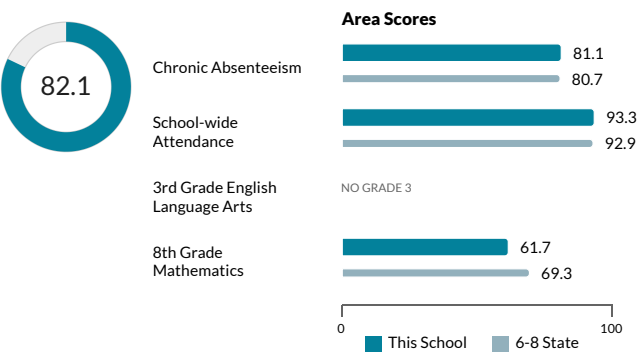 Area Scores
82.1
Chronic Absenteeism
81.1
80.7
School-wide
Attendance
93.3
92.9
3rd Grade English
Language Arts
NO GRADE 3
8th Grade
Mathematics
61.7
69.3
0
100
This School
6-8 State